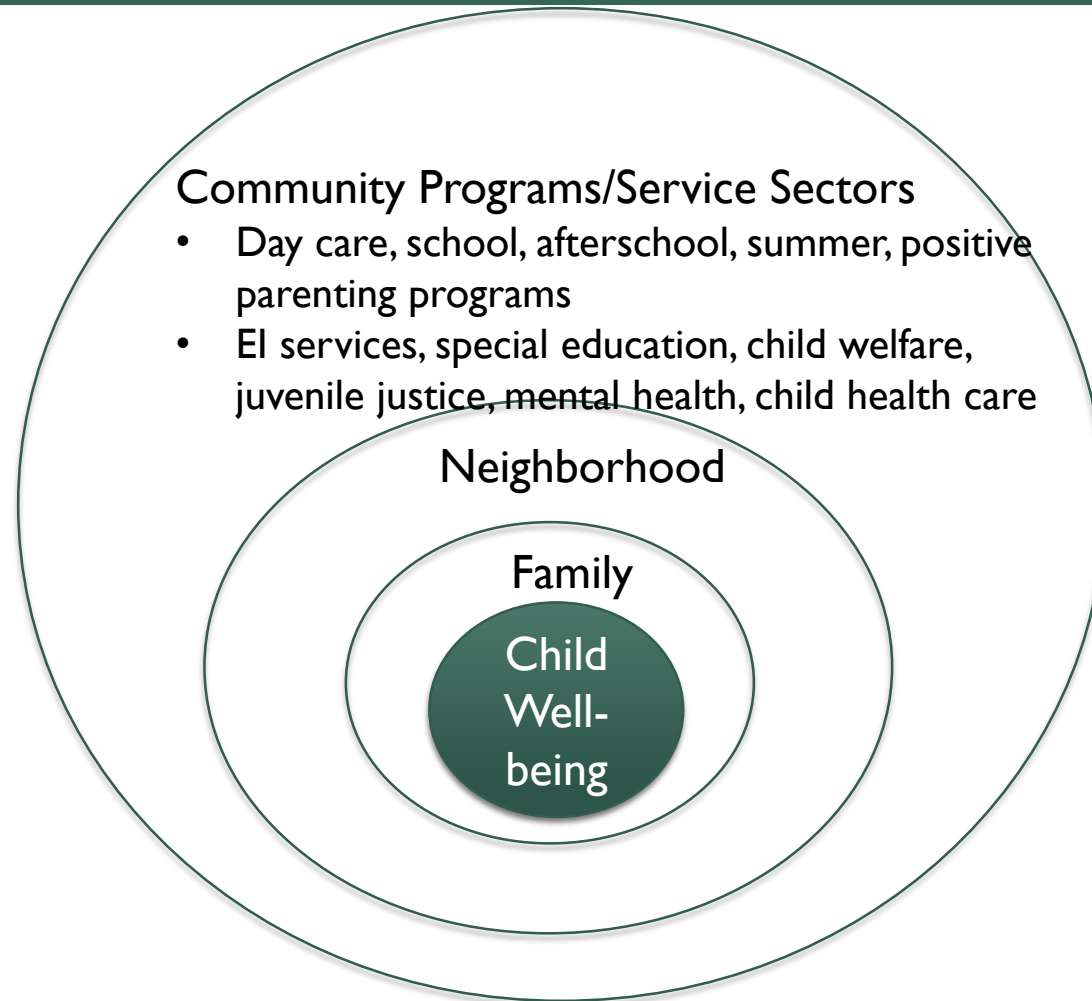 Community Programs/Service Sectors
• Day care, school, afterschool, summer, positive
parenting programs
• EI services, special education, child welfare,
juvenile justice, mental health, child health care
Neighborhood
Family
Child
Well-
being